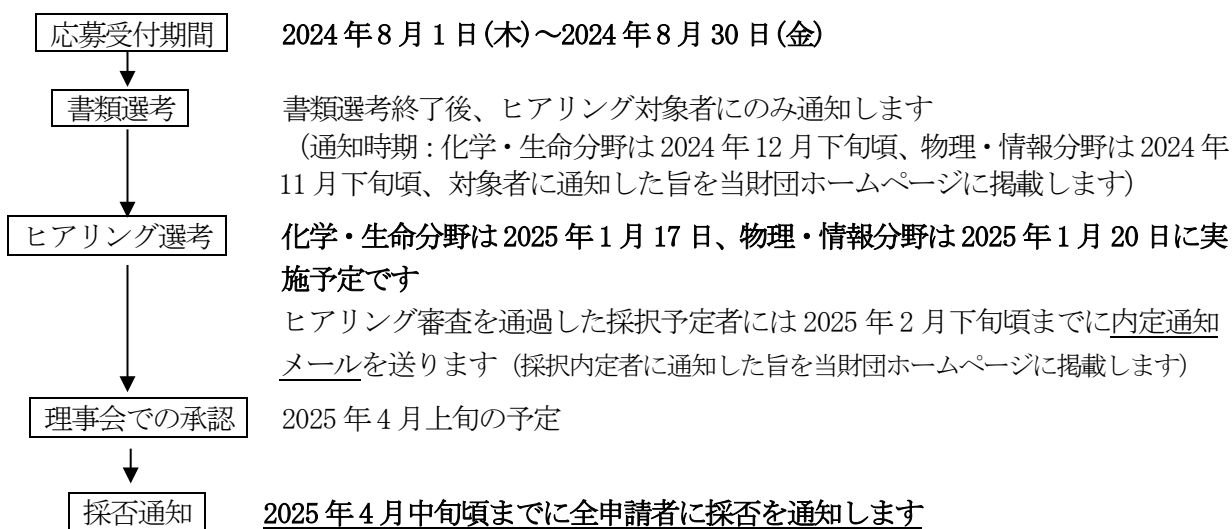 応募受付期間 2024年8月1日(木)～2024年8月30日(金)
書類選考 書類選考終了後、ヒアリング対象者にのみ通知します
（通知時期：化学・生命分野は2024年12月下旬頃、物理・情報分野は2024年
11月下旬頃、対象者に通知した旨を当財団ホームページに掲載します）
ヒアリング選考 化学・生命分野は2025年1月17日、物理・情報分野は2025年1月20日に実
施予定です
ヒアリング審査を通過した採択予定者には2025年2月下旬頃までに内定通知
メールを送ります（採択内定者に通知した旨を当財団ホームページに掲載します）
理事会での承認 2025年4月上旬の予定
採否通知 2025年4月中旬頃までに全申請者に採否を通知します